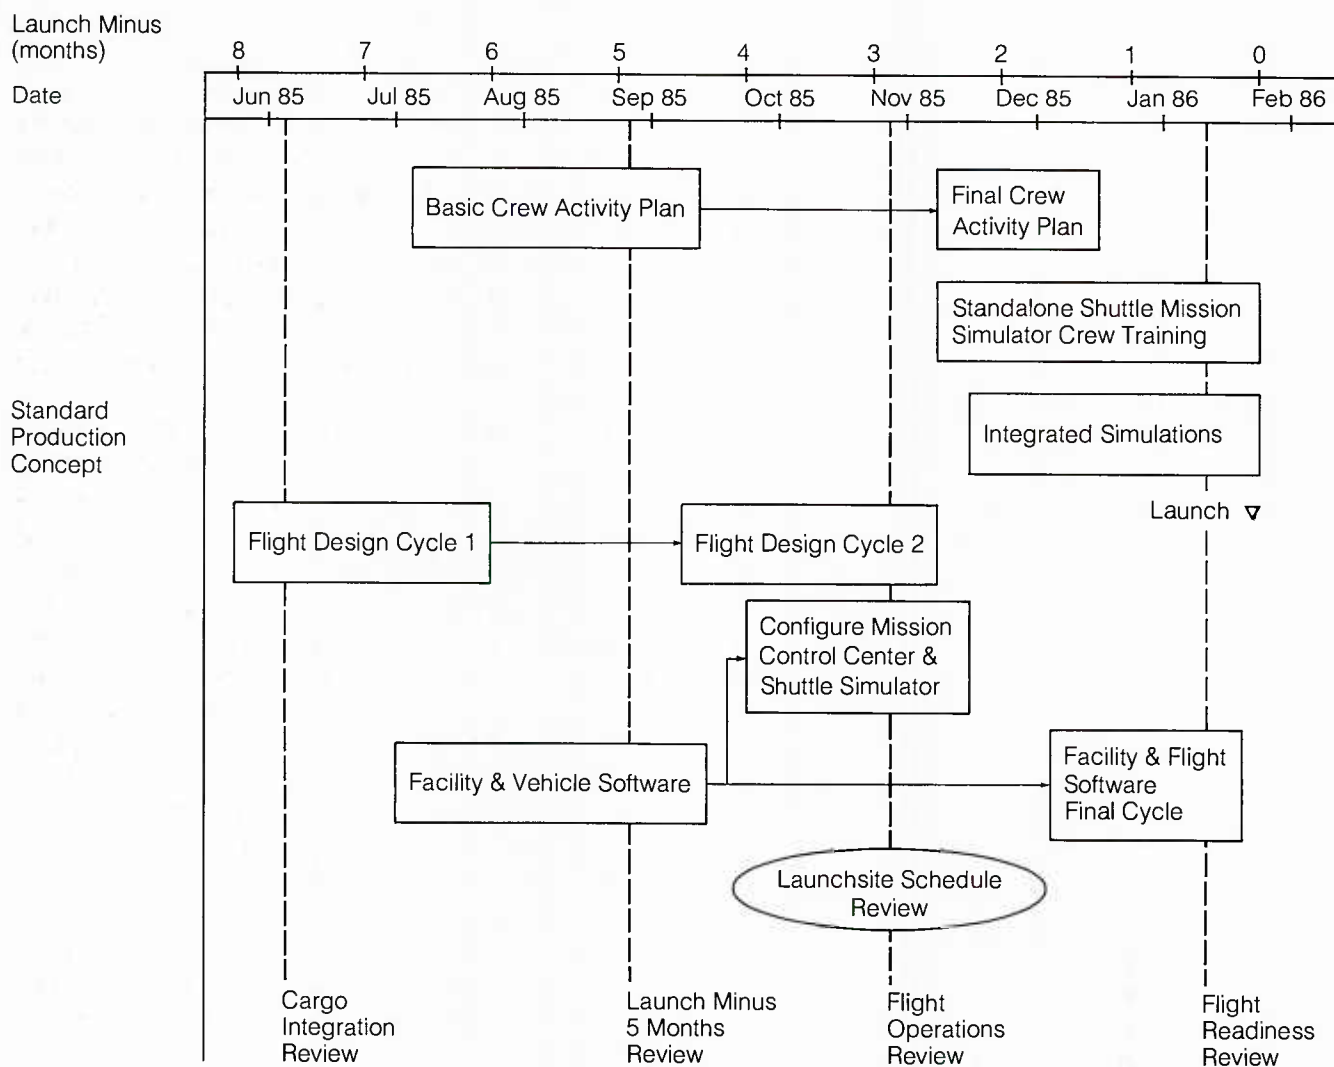 Launch Minus
(months)
8 7 6 5 4 3 2 1 0
Date
Jun 85 Jul 85 Aug 85 Sep 85 Oct 85 Nov 85 Dec 85 Jan 86 Feb 86
Basic Crew Activity Plan
Final Crew
Activity Plan
Standalone Shuttle Mission
Simulator Crew Training
Standard
Production
Concept
Integrated Simulations
Launch
Flight Design Cycle 1
Flight Design Cycle 2
Configure Mission
Control Center &
Shuttle Simulator
Facility & Vehicle Software
Facility & Flight
Software
Final Cycle
Launchsite Schedule
Review
Cargo
Integration
Review
Launch Minus
5 Months
Review
Flight
Operations
Review
Flight
Readiness
Review